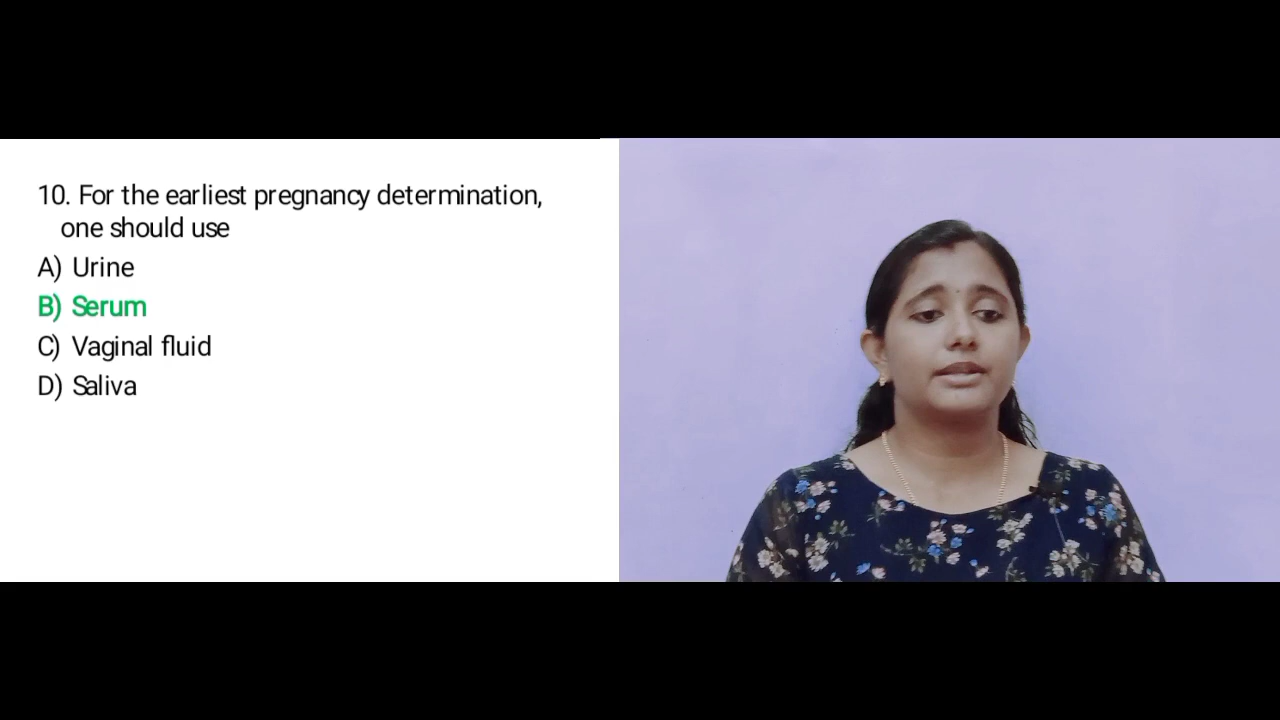 10. For the earliest pregnancy determination,
one should use
A) Urine
B) Serum
C) Vaginal fluid
D) Saliva